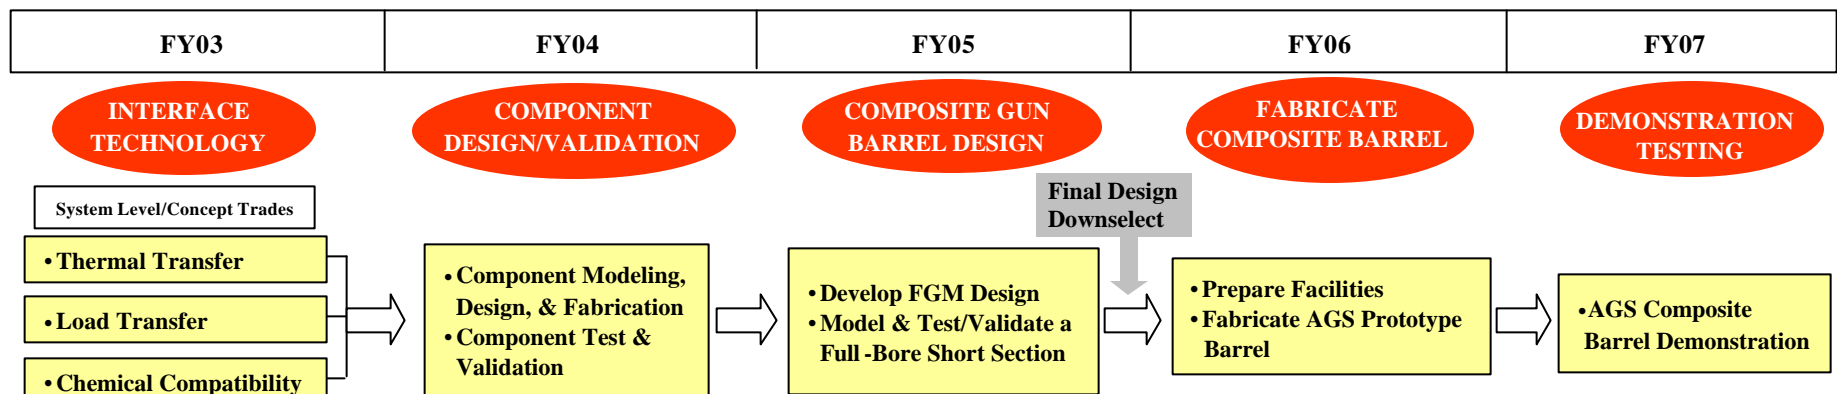 FY03
FY04
FY05
FY06
FY07
INTERFACE
TECHNOLOGY
COMPONENT
DESIGN/VALIDATION
COMPOSITE GUN
BARREL DESIGN
FABRICATE
COMPOSITE BARREL
DEMONSTRATION
TESTING
System Level/Concept Trades
• Thermal Transfer
• Load Transfer
• Chemical Compatibility
• Component Modeling,
Design, & Fabrication
• Component Test &
Validation
• Develop FGM Design
• Model & Test/Validate a
Full -Bore Short Section
Final Design
Downselect
• Prepare Facilities
• Fabricate AGS Prototype
Barrel
• AGS Composite
Barrel Demonstration